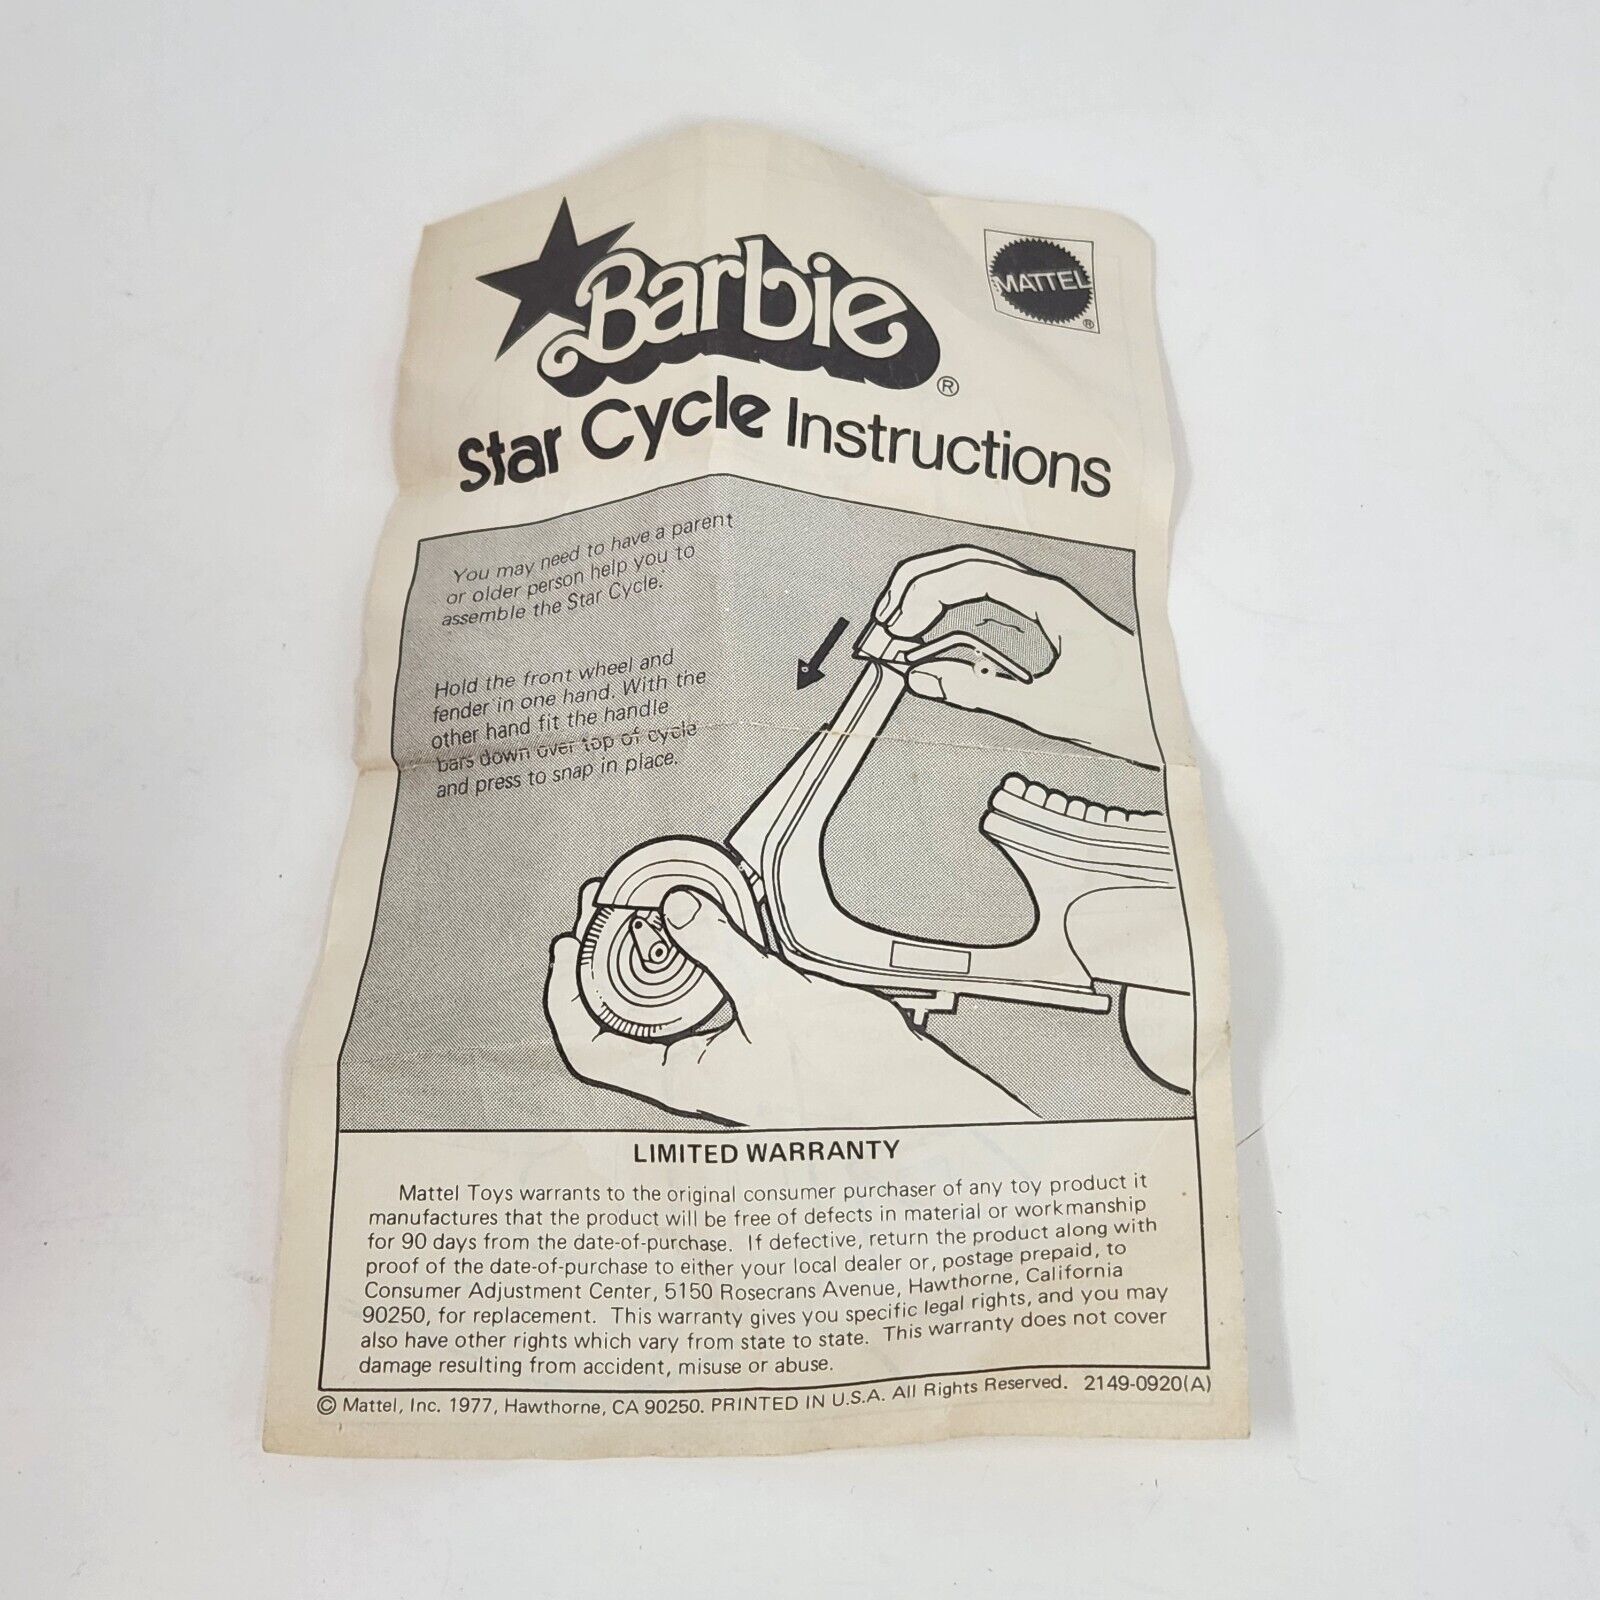 Barbie®
MATTEL®
Star Cycle Instructions
You may need to have a parent
or older person help you to
assemble the Star Cycle.
Hold the front wheel and
fender in one hand. With the
other hand fit the handle
bars down over top of cycle
and press to snap in place.
LIMITED WARRANTY
Mattel Toys warrants to the original consumer purchaser of any toy product it
manufactures that the product will be free of defects in material or workmanship
for 90 days from the date-of-purchase. If defective, return the product along with
proof of the date-of-purchase to either your local dealer or, postage prepaid, to
Consumer Adjustment Center, 5150 Rosecrans Avenue, Hawthorne, California
90250, for replacement. This warranty gives you specific legal rights, and you may
also have other rights which vary from state to state. This warranty does not cover
damage resulting from accident, misuse or abuse.
© Mattel, Inc. 1977, Hawthorne, CA 90250. PRINTED IN U.S.A. All Rights Reserved. 2149-0920(A)